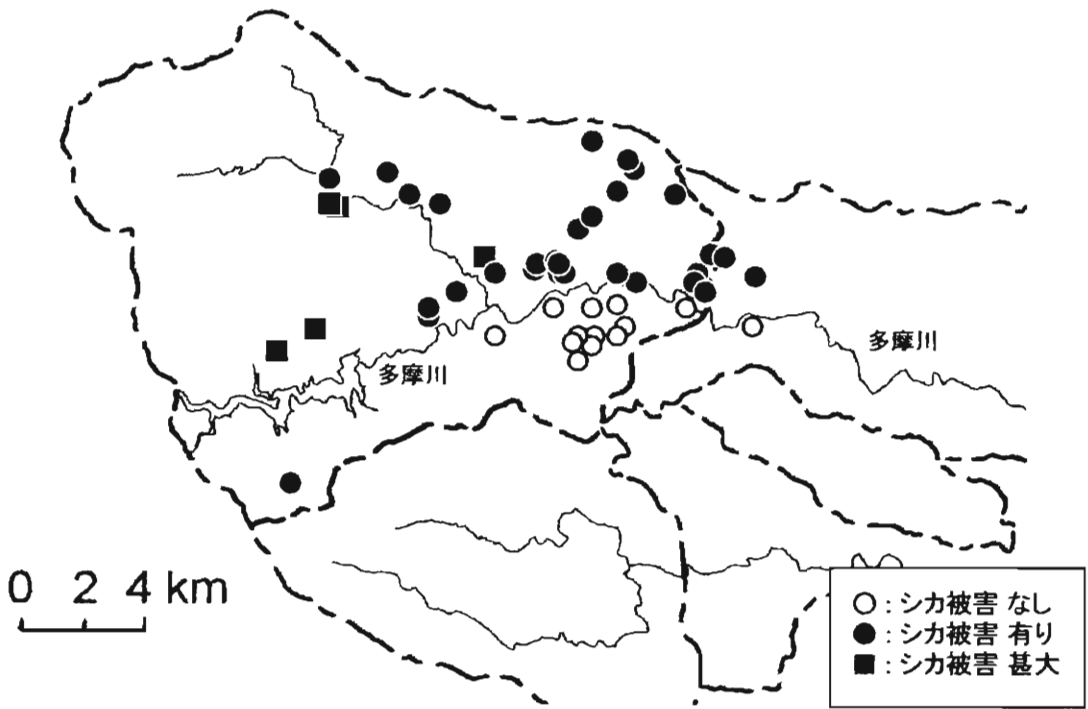 多摩川
多摩川
0 2 4 km
○ : シカ被害 なし
● : シカ被害 有り
■ : シカ被害 甚大